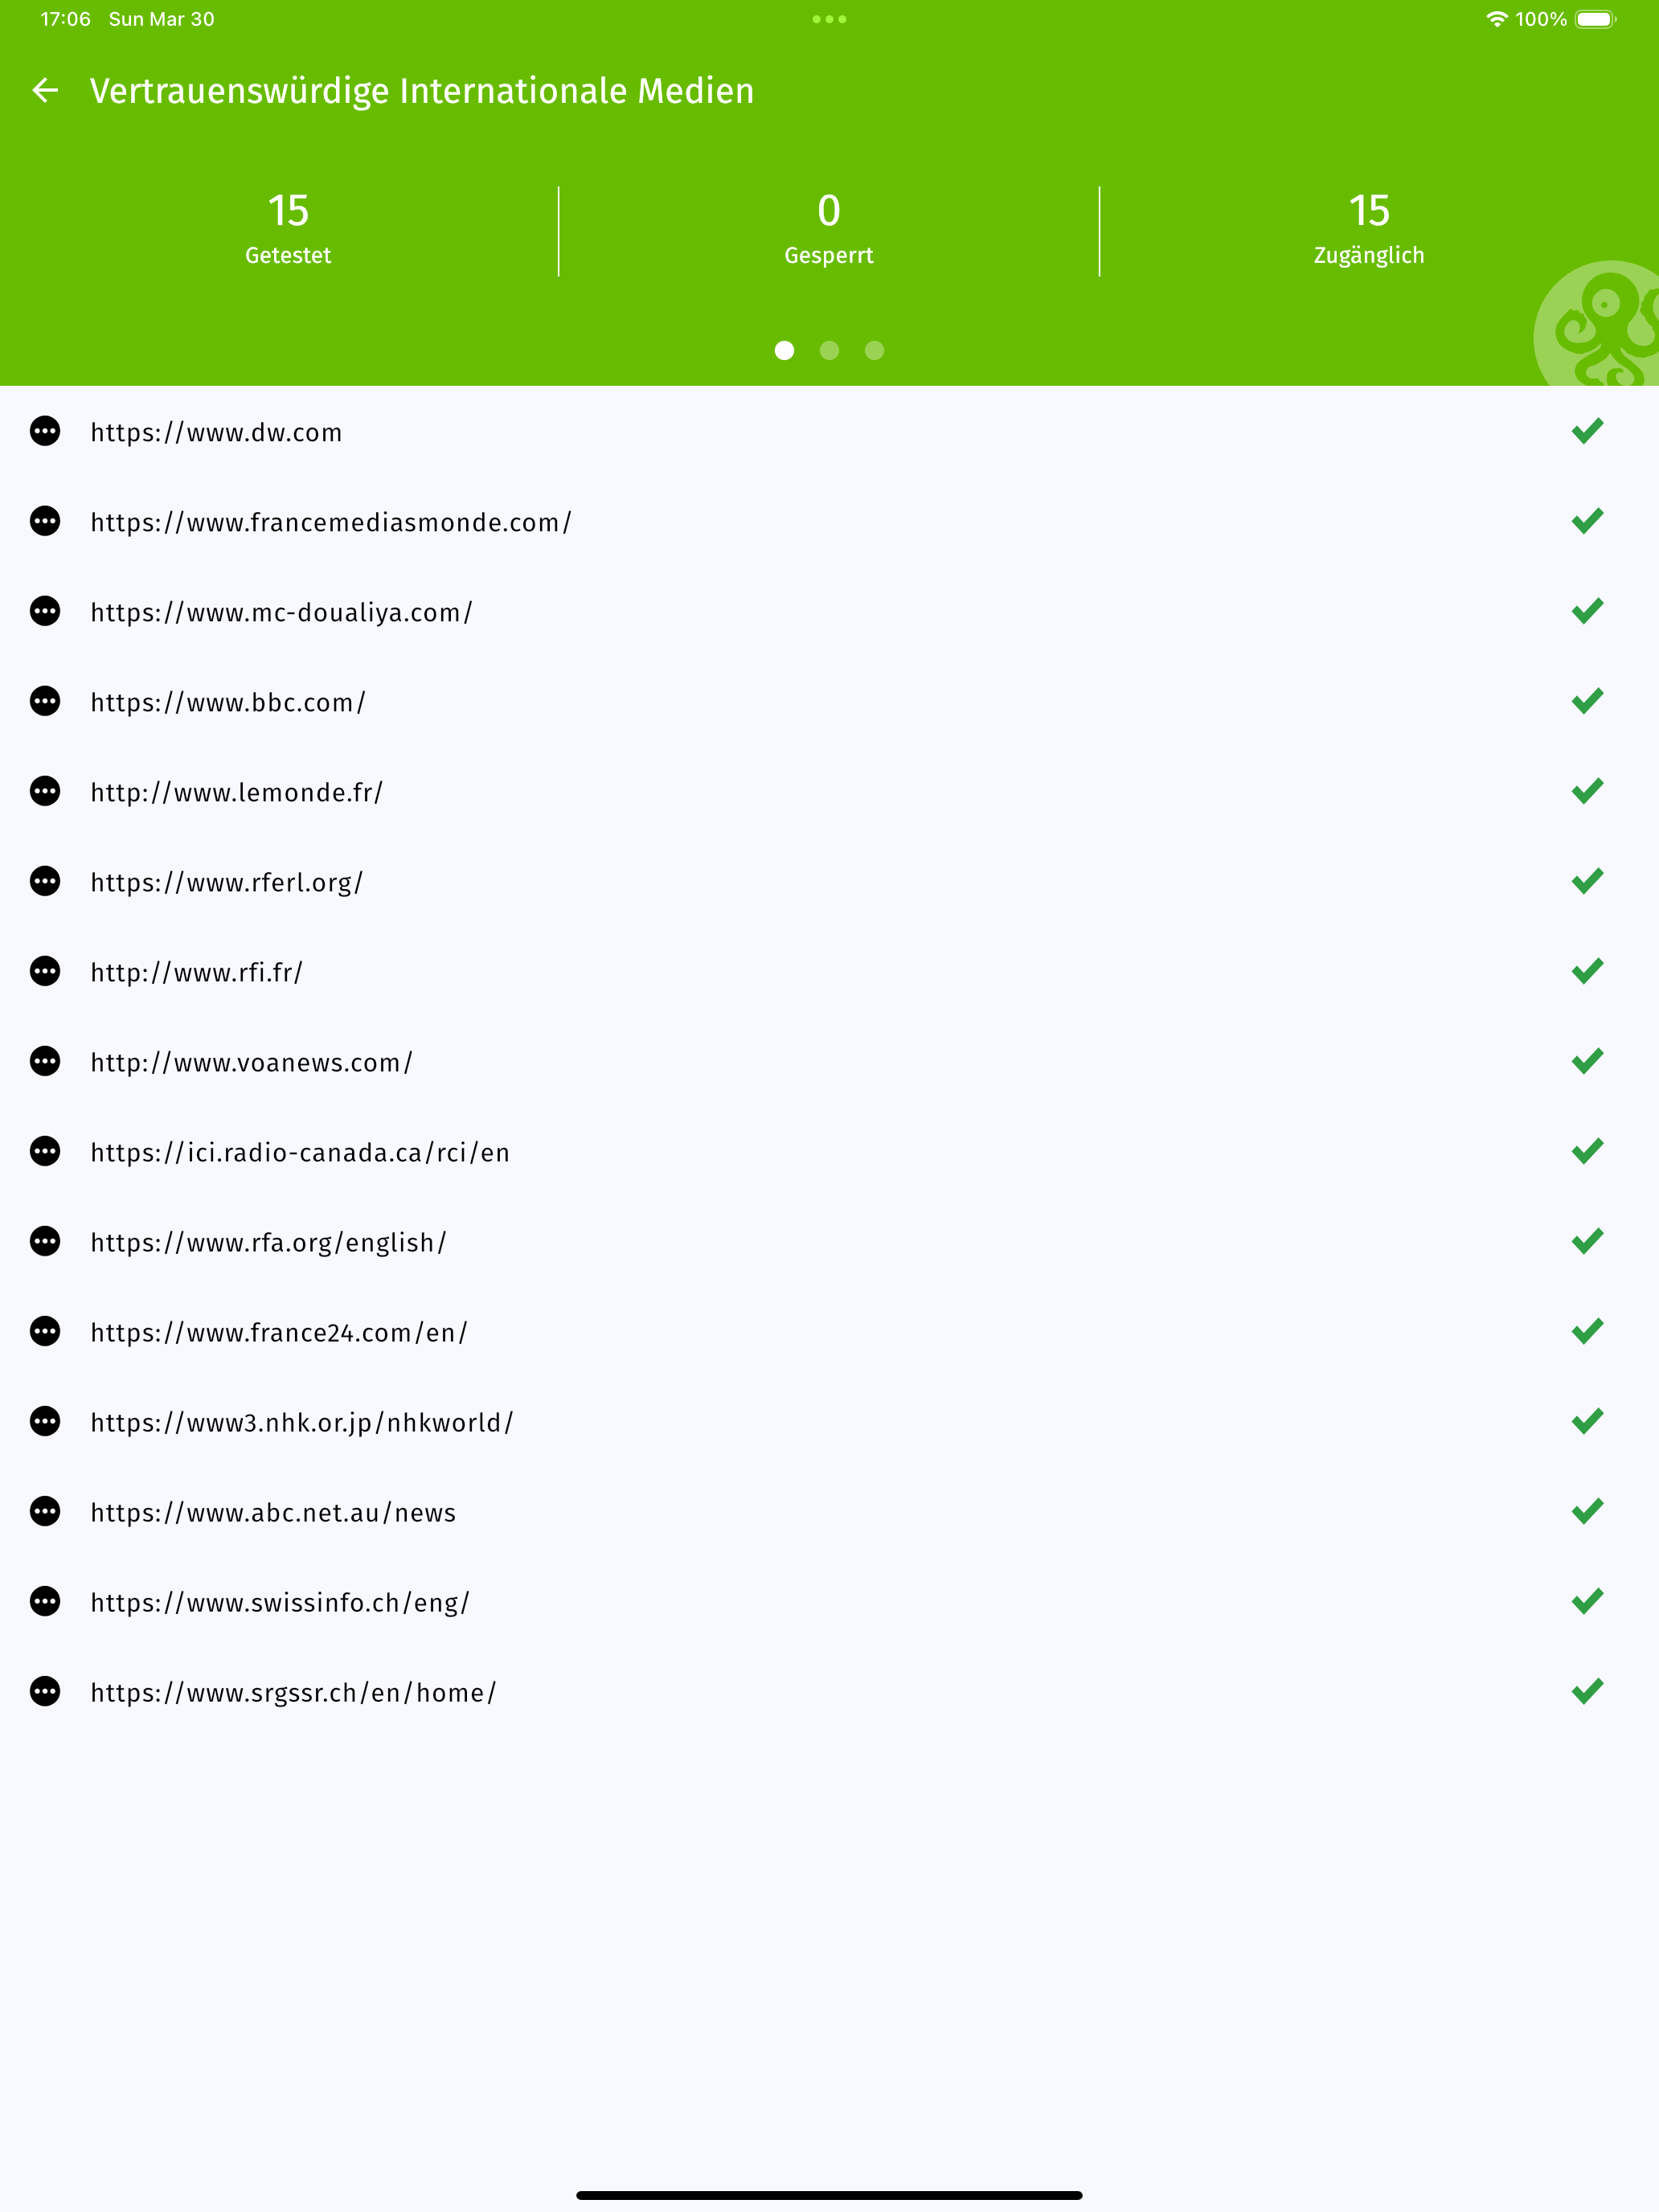 17:06 Sun Mar 30
100%
Vertrauenswürdige Internationale Medien
15
Getestet
0
Gesperrt
15
Zugänglich
https://www.dw.com
https://www.francemediasmonde.com/
https://www.mc-doualiya.com/
https://www.bbc.com/
http://www.lemonde.fr/
https://www.rferl.org/
http://www.rfi.fr/
http://www.voanews.com/
https://ici.radio-canada.ca/rci/en
https://www.rfa.org/english/
https://www.france24.com/en/
https://www3.nhk.or.jp/nhkworld/
https://www.abc.net.au/news
https://www.swissinfo.ch/eng/
https://www.srgssr.ch/en/home/